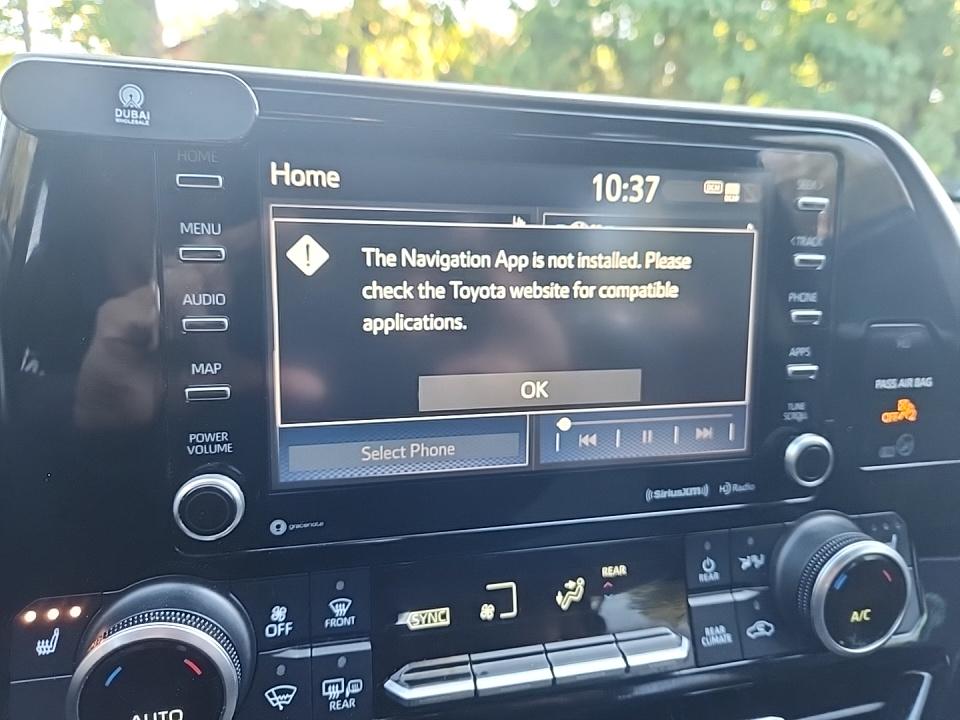 DUBAI
WHOLESALE
HOME
Home
10:37
DCM
SEEK >
MENU
The Navigation App is not installed. Please
check the Toyota website for compatible
applications.
< TRACK
AUDIO
PHONE
MAP
OK
APPS
PASS AIR BAG
OFF
TUNE
SCROLL
POWER
VOLUME
Select Phone
((SiriusXM))
HD Radio
gracenote
OFF
FRONT
SYNC
REAR
REAR
REAR
CLIMATE
A/C
REAR
AUTO